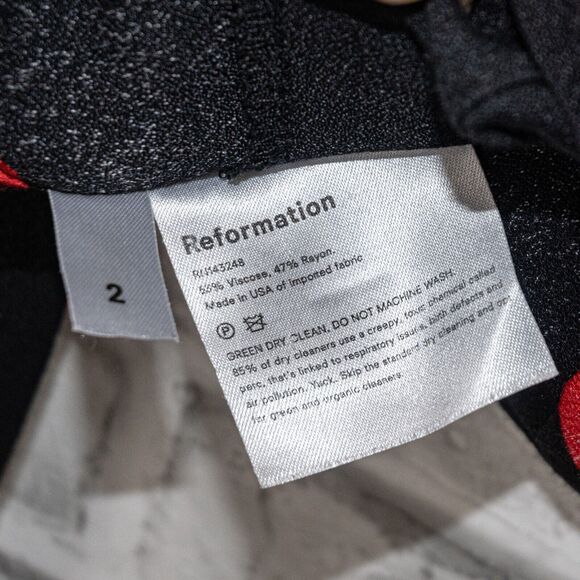 2
Reformation
RN143248
Viscose, 47% Rayon.
Made in USA of imported fabric
P
GREEN DRY CLEAN, DO NOT MACHINE WASH.
85% of dry cleaners use a creepy, toxic chemical called
perc, that's linked to respiratory issues, birth defects and
air pollution. Yuck. Skip the standard dry cleaning and opt
for green and organic cleaners.